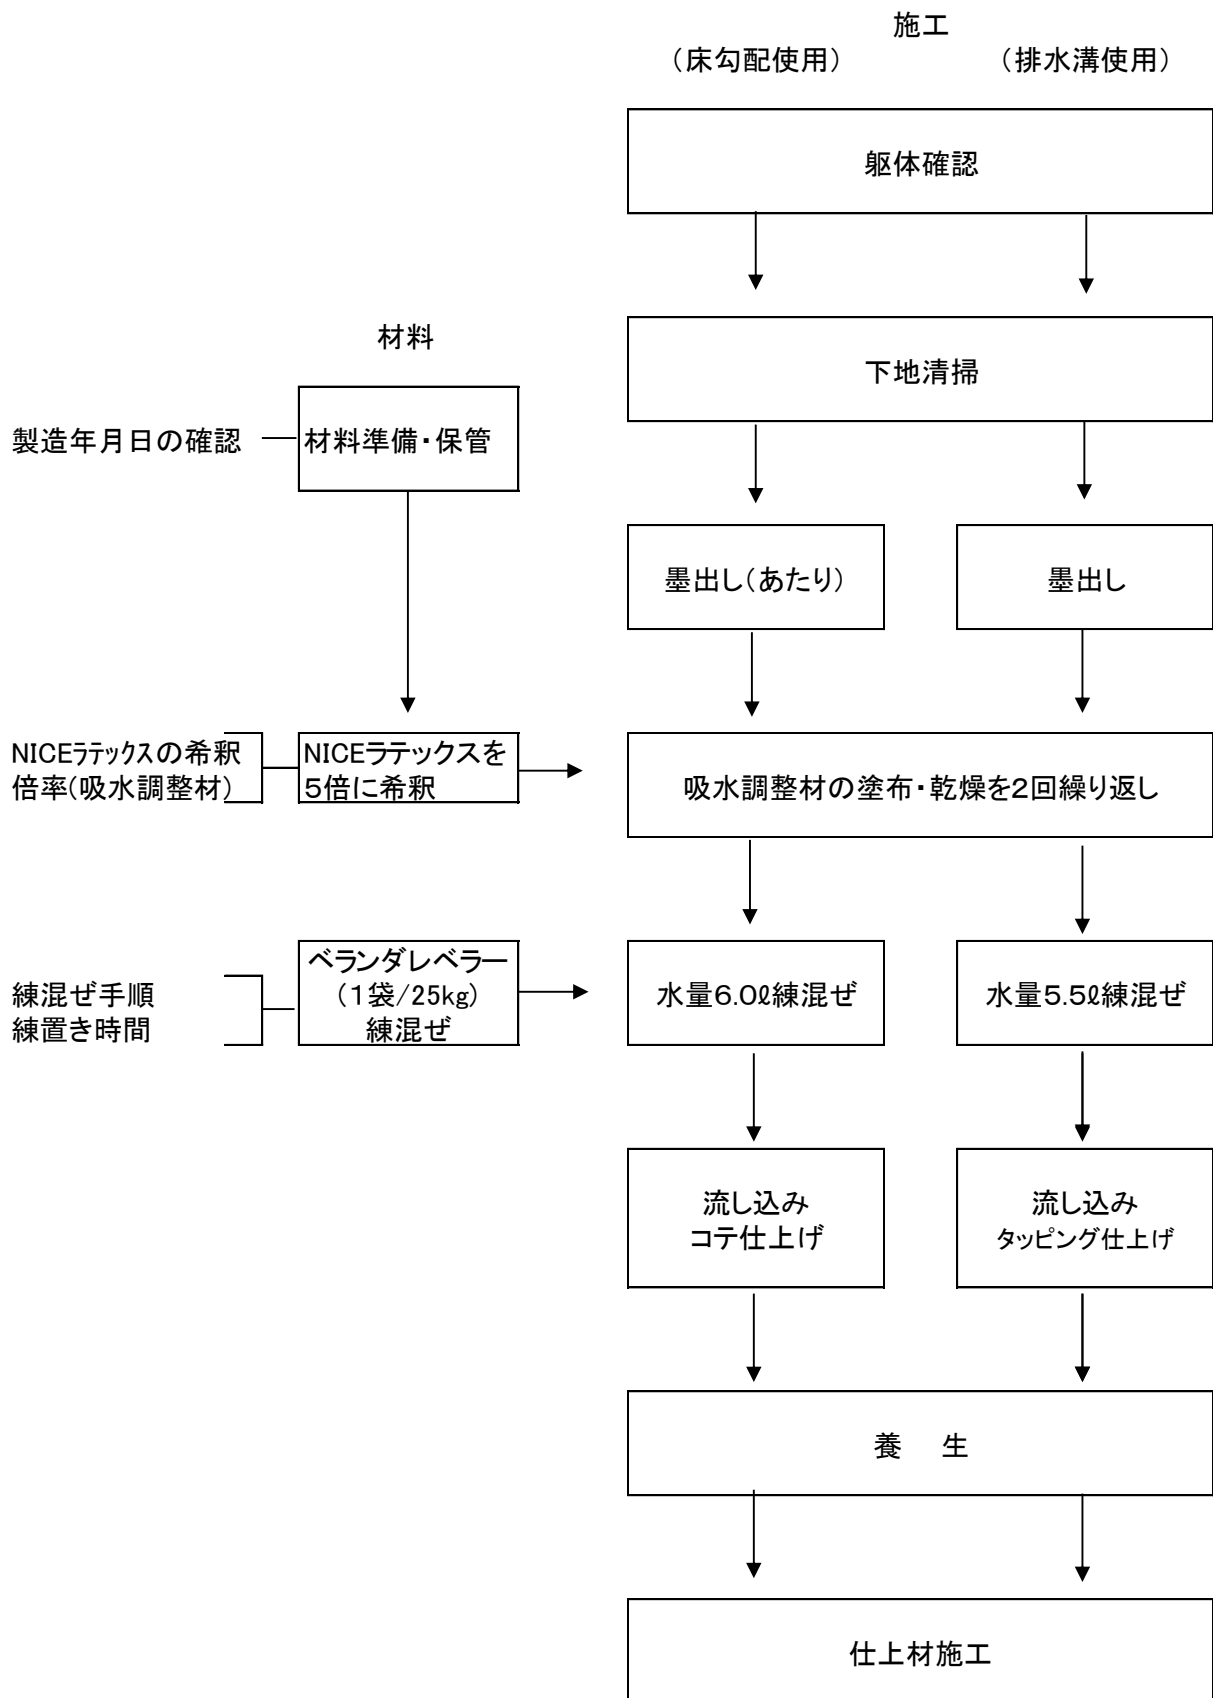 施工
（床勾配使用）
（排水溝使用）
躯体確認
材料
下地清掃
製造年月日の確認
材料準備・保管
墨出し（あたり）
墨出し
NICEﾗﾃｯｸｽの希釈
倍率(吸水調整材)
NICEラテックスを
5倍に希釈
吸水調整材の塗布・乾燥を2回繰り返し
練混ぜ手順
練置き時間
ベランダレベラー
（１袋/25kg）
練混ぜ
水量6.0ℓ練混ぜ
水量5.5ℓ練混ぜ
流し込み
コテ仕上げ
流し込み
タッピング仕上げ
養　生
仕上材施工